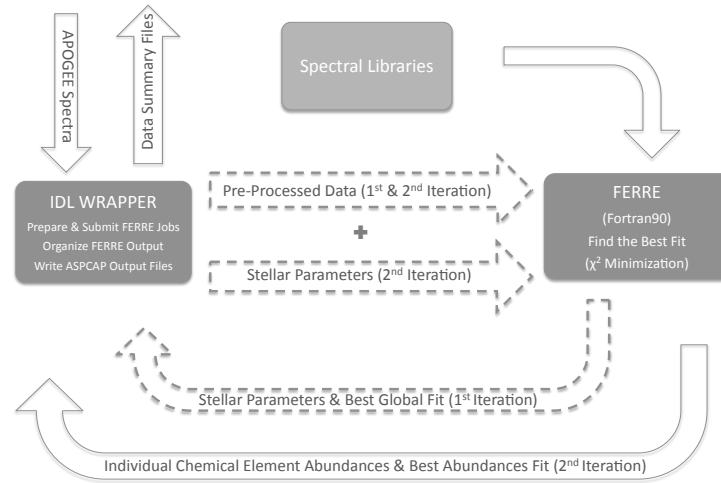 APOGEE Spectra
Data Summary Files
Spectral Libraries
IDL WRAPPER
Prepare & Submit FERRE Jobs
Organize FERRE Output
Write ASPCAP Output Files
Pre-Processed Data (1st & 2nd Iteration)
+
Stellar Parameters (2nd Iteration)
FERRE
(Fortran90)
Find the Best Fit
(χ² Minimization)
Stellar Parameters & Best Global Fit (1st Iteration)
Individual Chemical Element Abundances & Best Abundances Fit (2nd Iteration)